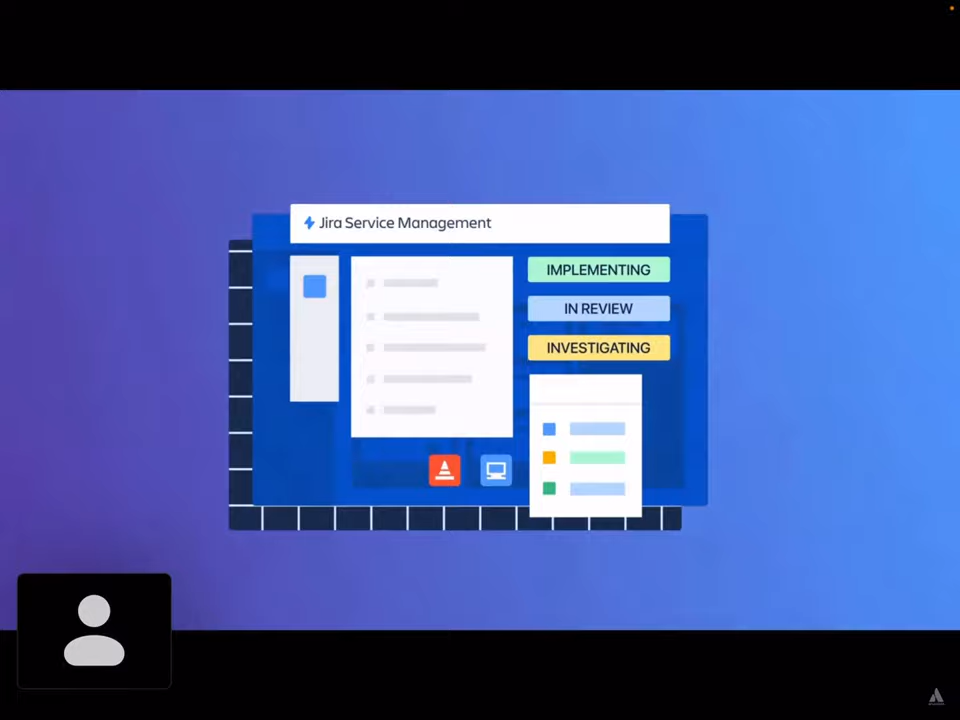 Jira Service Management
IMPLEMENTING
IN REVIEW
INVESTIGATING